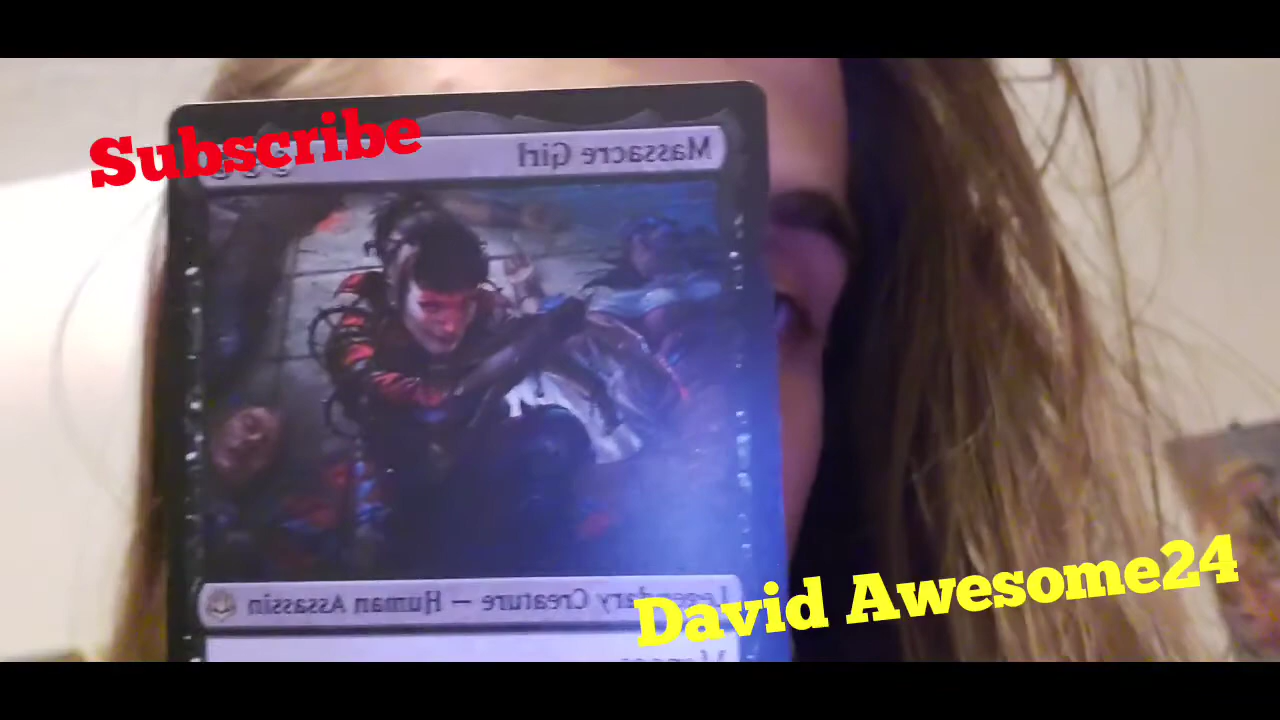 Subscribe
Massacre Girl
Legendary Creature — Human Assassin
David Awesome24